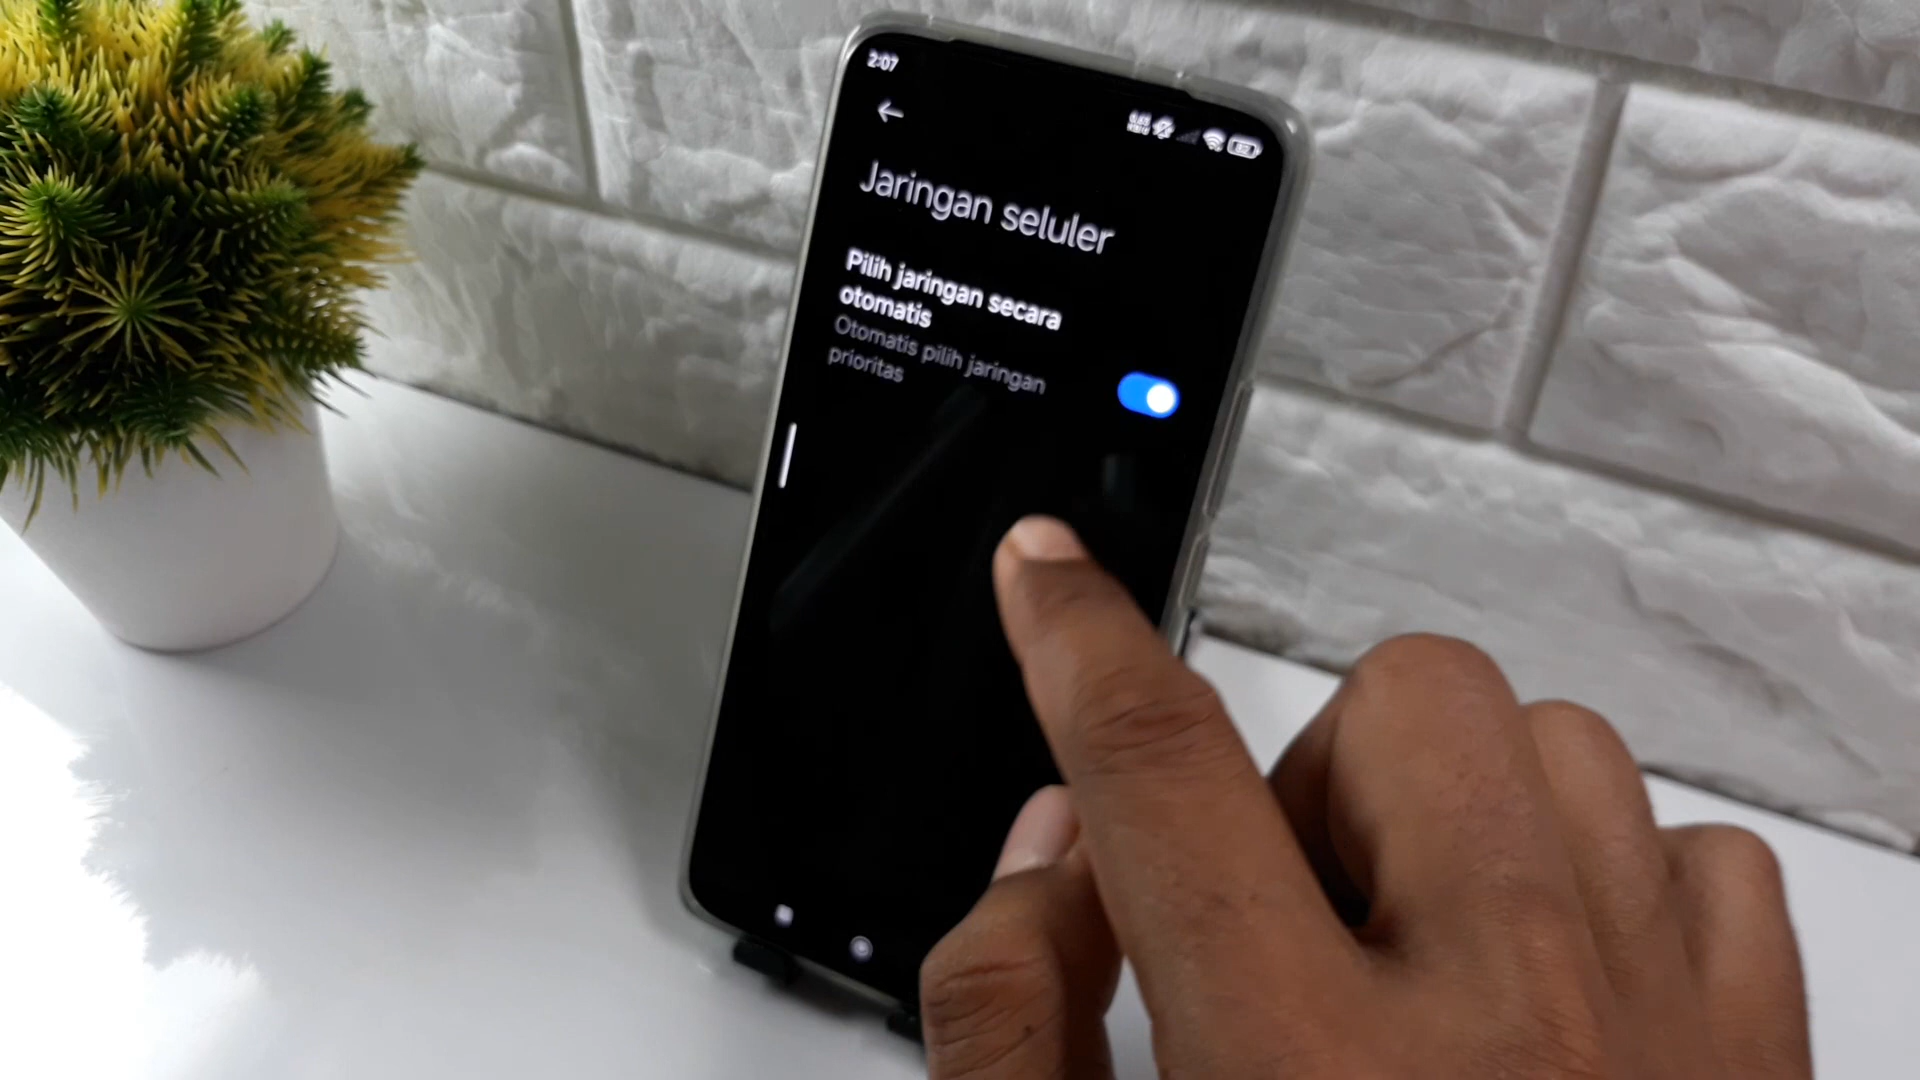 2:07
Jaringan seluler
Pilih jaringan secara
otomatis
Otomatis pilih jaringan
prioritas